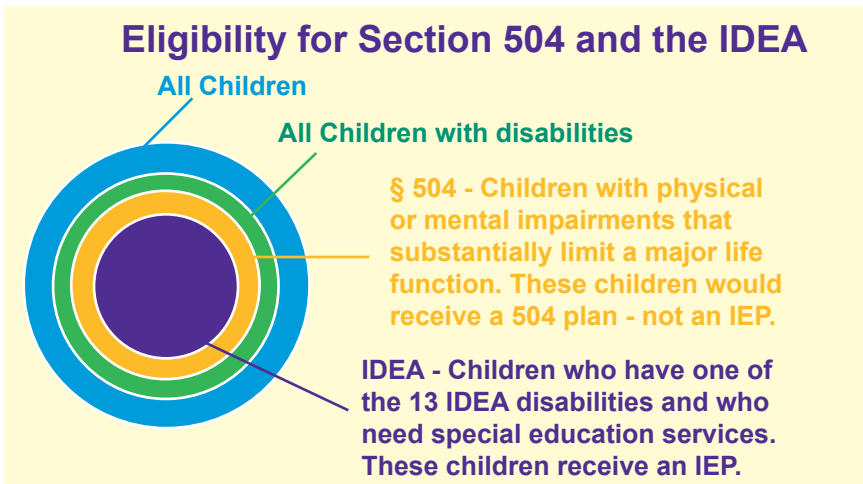 Eligibility for Section 504 and the IDEA
All Children
All Children with disabilities
§ 504 - Children with physical
or mental impairments that
substantially limit a major life
function. These children would
receive a 504 plan - not an IEP.
IDEA - Children who have one of
the 13 IDEA disabilities and who
need special education services.
These children receive an IEP.